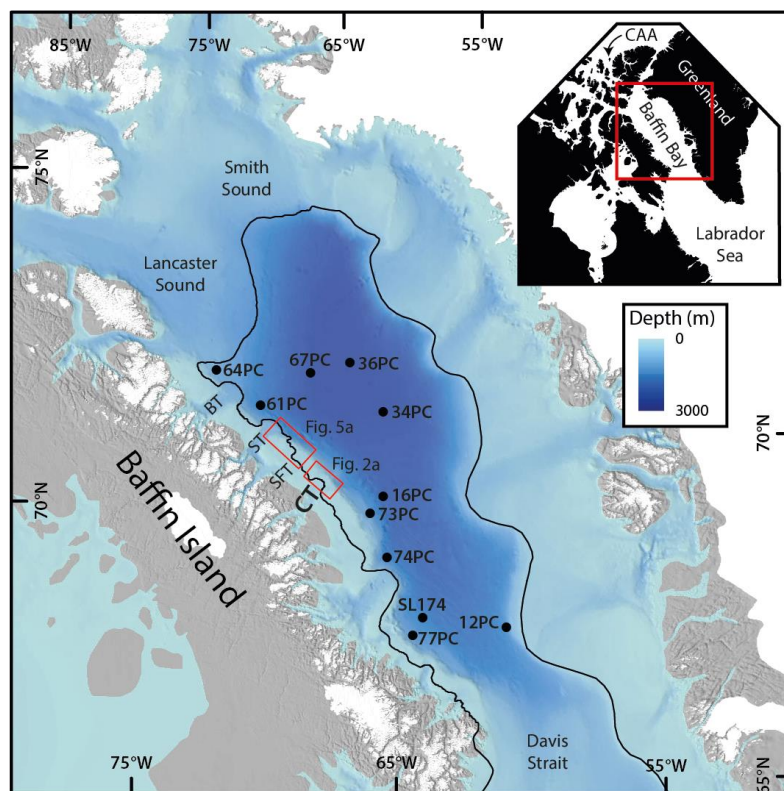 85°W
75°W
65°W
55°W
CAA
Greenland
Baffin Bay
Labrador
Sea
75°N
Smith
Sound
Lancaster
Sound
Depth (m)
0
3000
67PC
36PC
64PC
61PC
34PC
BT
Fig. 5a
ST
70°N
SFT
Fig. 2a
CT
16PC
70°N
73PC
Baffin Island
74PC
SL174
12PC
77PC
Davis
Strait
75°W
65°W
55°W
65°N